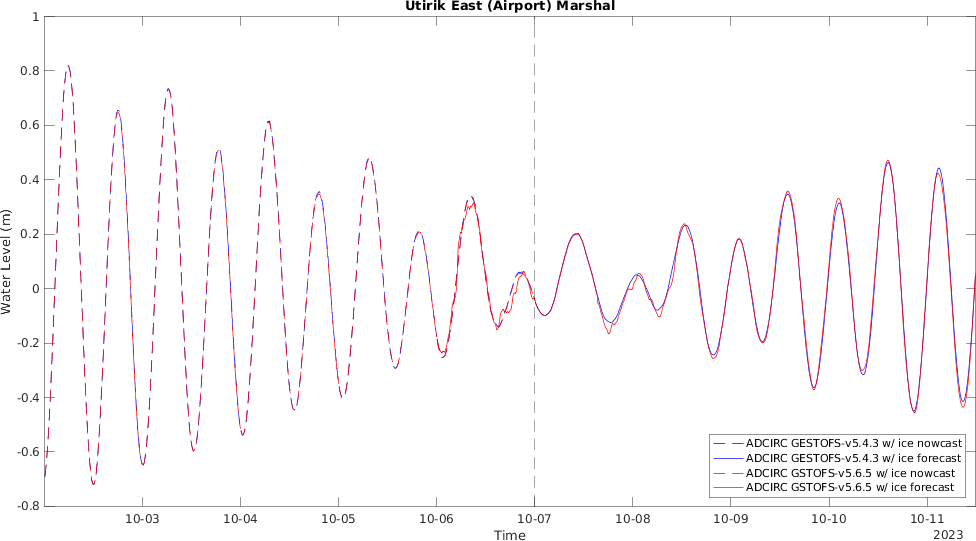 Utirik East (Airport) Marshal
1
0.8
0.6
0.4
0.2
0
-0.2
-0.4
-0.6
-0.8
Water Level (m)
10-03 10-04 10-05 10-06 10-07 10-08 10-09 10-10 10-11
Time
2023
ADCIRC GESTOFS-v5.4.3 w/ ice nowcast
ADCIRC GESTOFS-v5.4.3 w/ ice forecast
ADCIRC GSTOFS-v5.6.5 w/ ice nowcast
ADCIRC GSTOFS-v5.6.5 w/ ice forecast